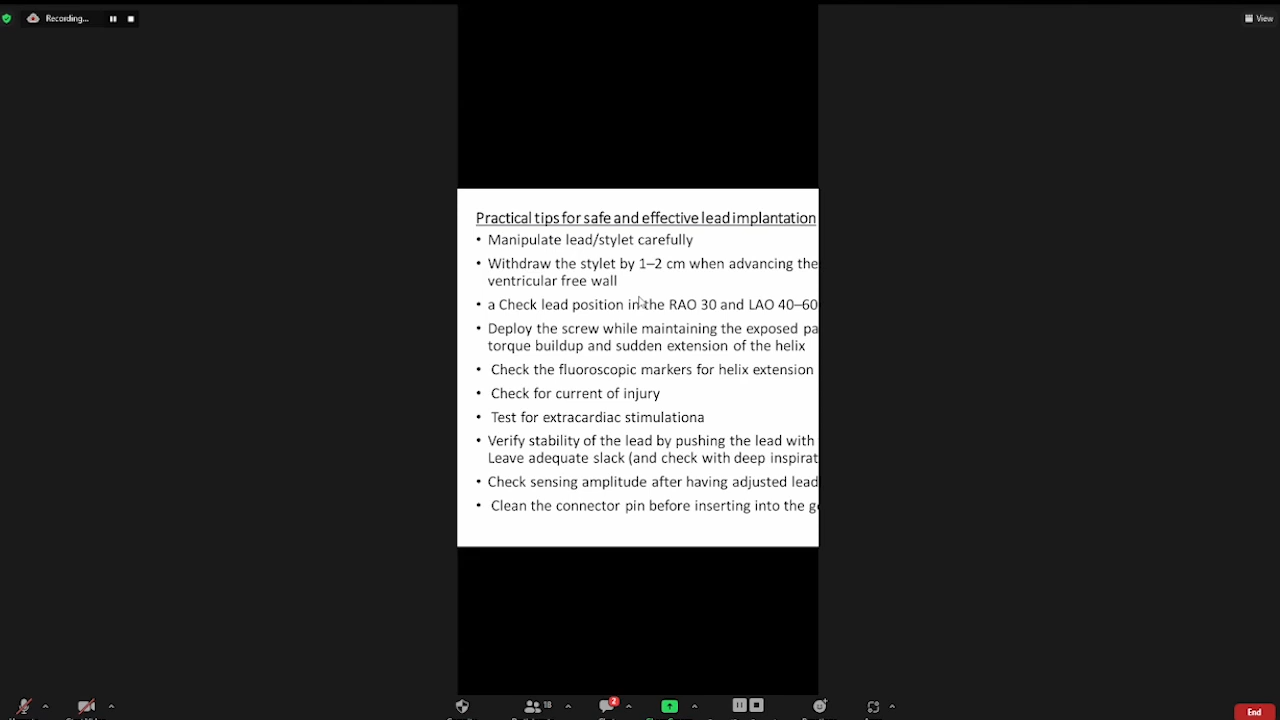 Recording...
View
Practical tips for safe and effective lead implantation
• Manipulate lead/stylet carefully
• Withdraw the stylet by 1–2 cm when advancing the
ventricular free wall
• a Check lead position in the RAO 30 and LAO 40–60
• Deploy the screw while maintaining the exposed pa
torque buildup and sudden extension of the helix
• Check the fluoroscopic markers for helix extension
• Check for current of injury
• Test for extracardiac stimulationa
• Verify stability of the lead by pushing the lead with
Leave adequate slack (and check with deep inspirat
• Check sensing amplitude after having adjusted lead
• Clean the connector pin before inserting into the g
18
2
End